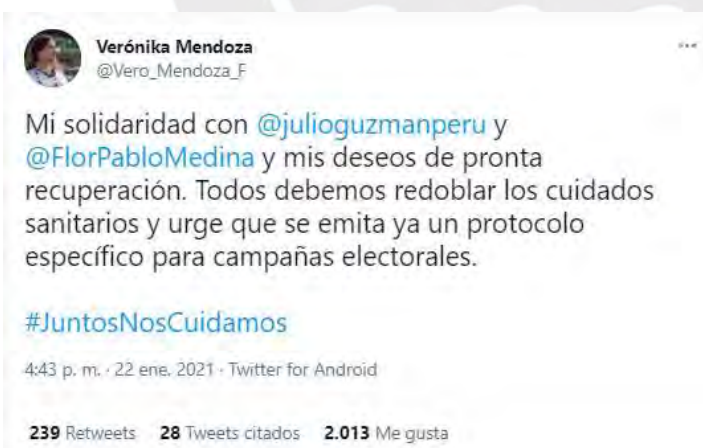 Verónika Mendoza
@Vero_Mendoza_F
Mi solidaridad con @julioguzmanperu y
@FlorPabloMedina y mis deseos de pronta
recuperación. Todos debemos redoblar los cuidados
sanitarios y urge que se emita ya un protocolo
específico para campañas electorales.
#JuntosNosCuidamos
4:43 p. m. · 22 ene. 2021 · Twitter for Android
239 Retweets 28 Tweets citados 2.013 Me gusta